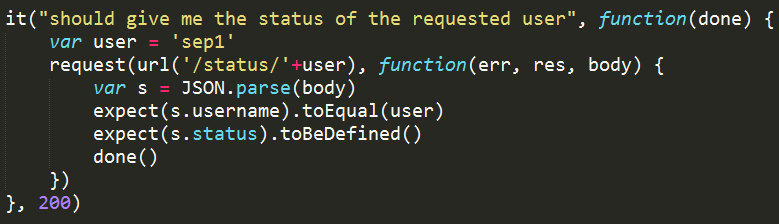 it("should give me the status of the requested user", function(done) {
var user = 'sep1'
request(url('/status/'+user), function(err, res, body) {
var s = JSON.parse(body)
expect(s.username).toEqual(user)
expect(s.status).toBeDefined()
done()
})
}, 200)